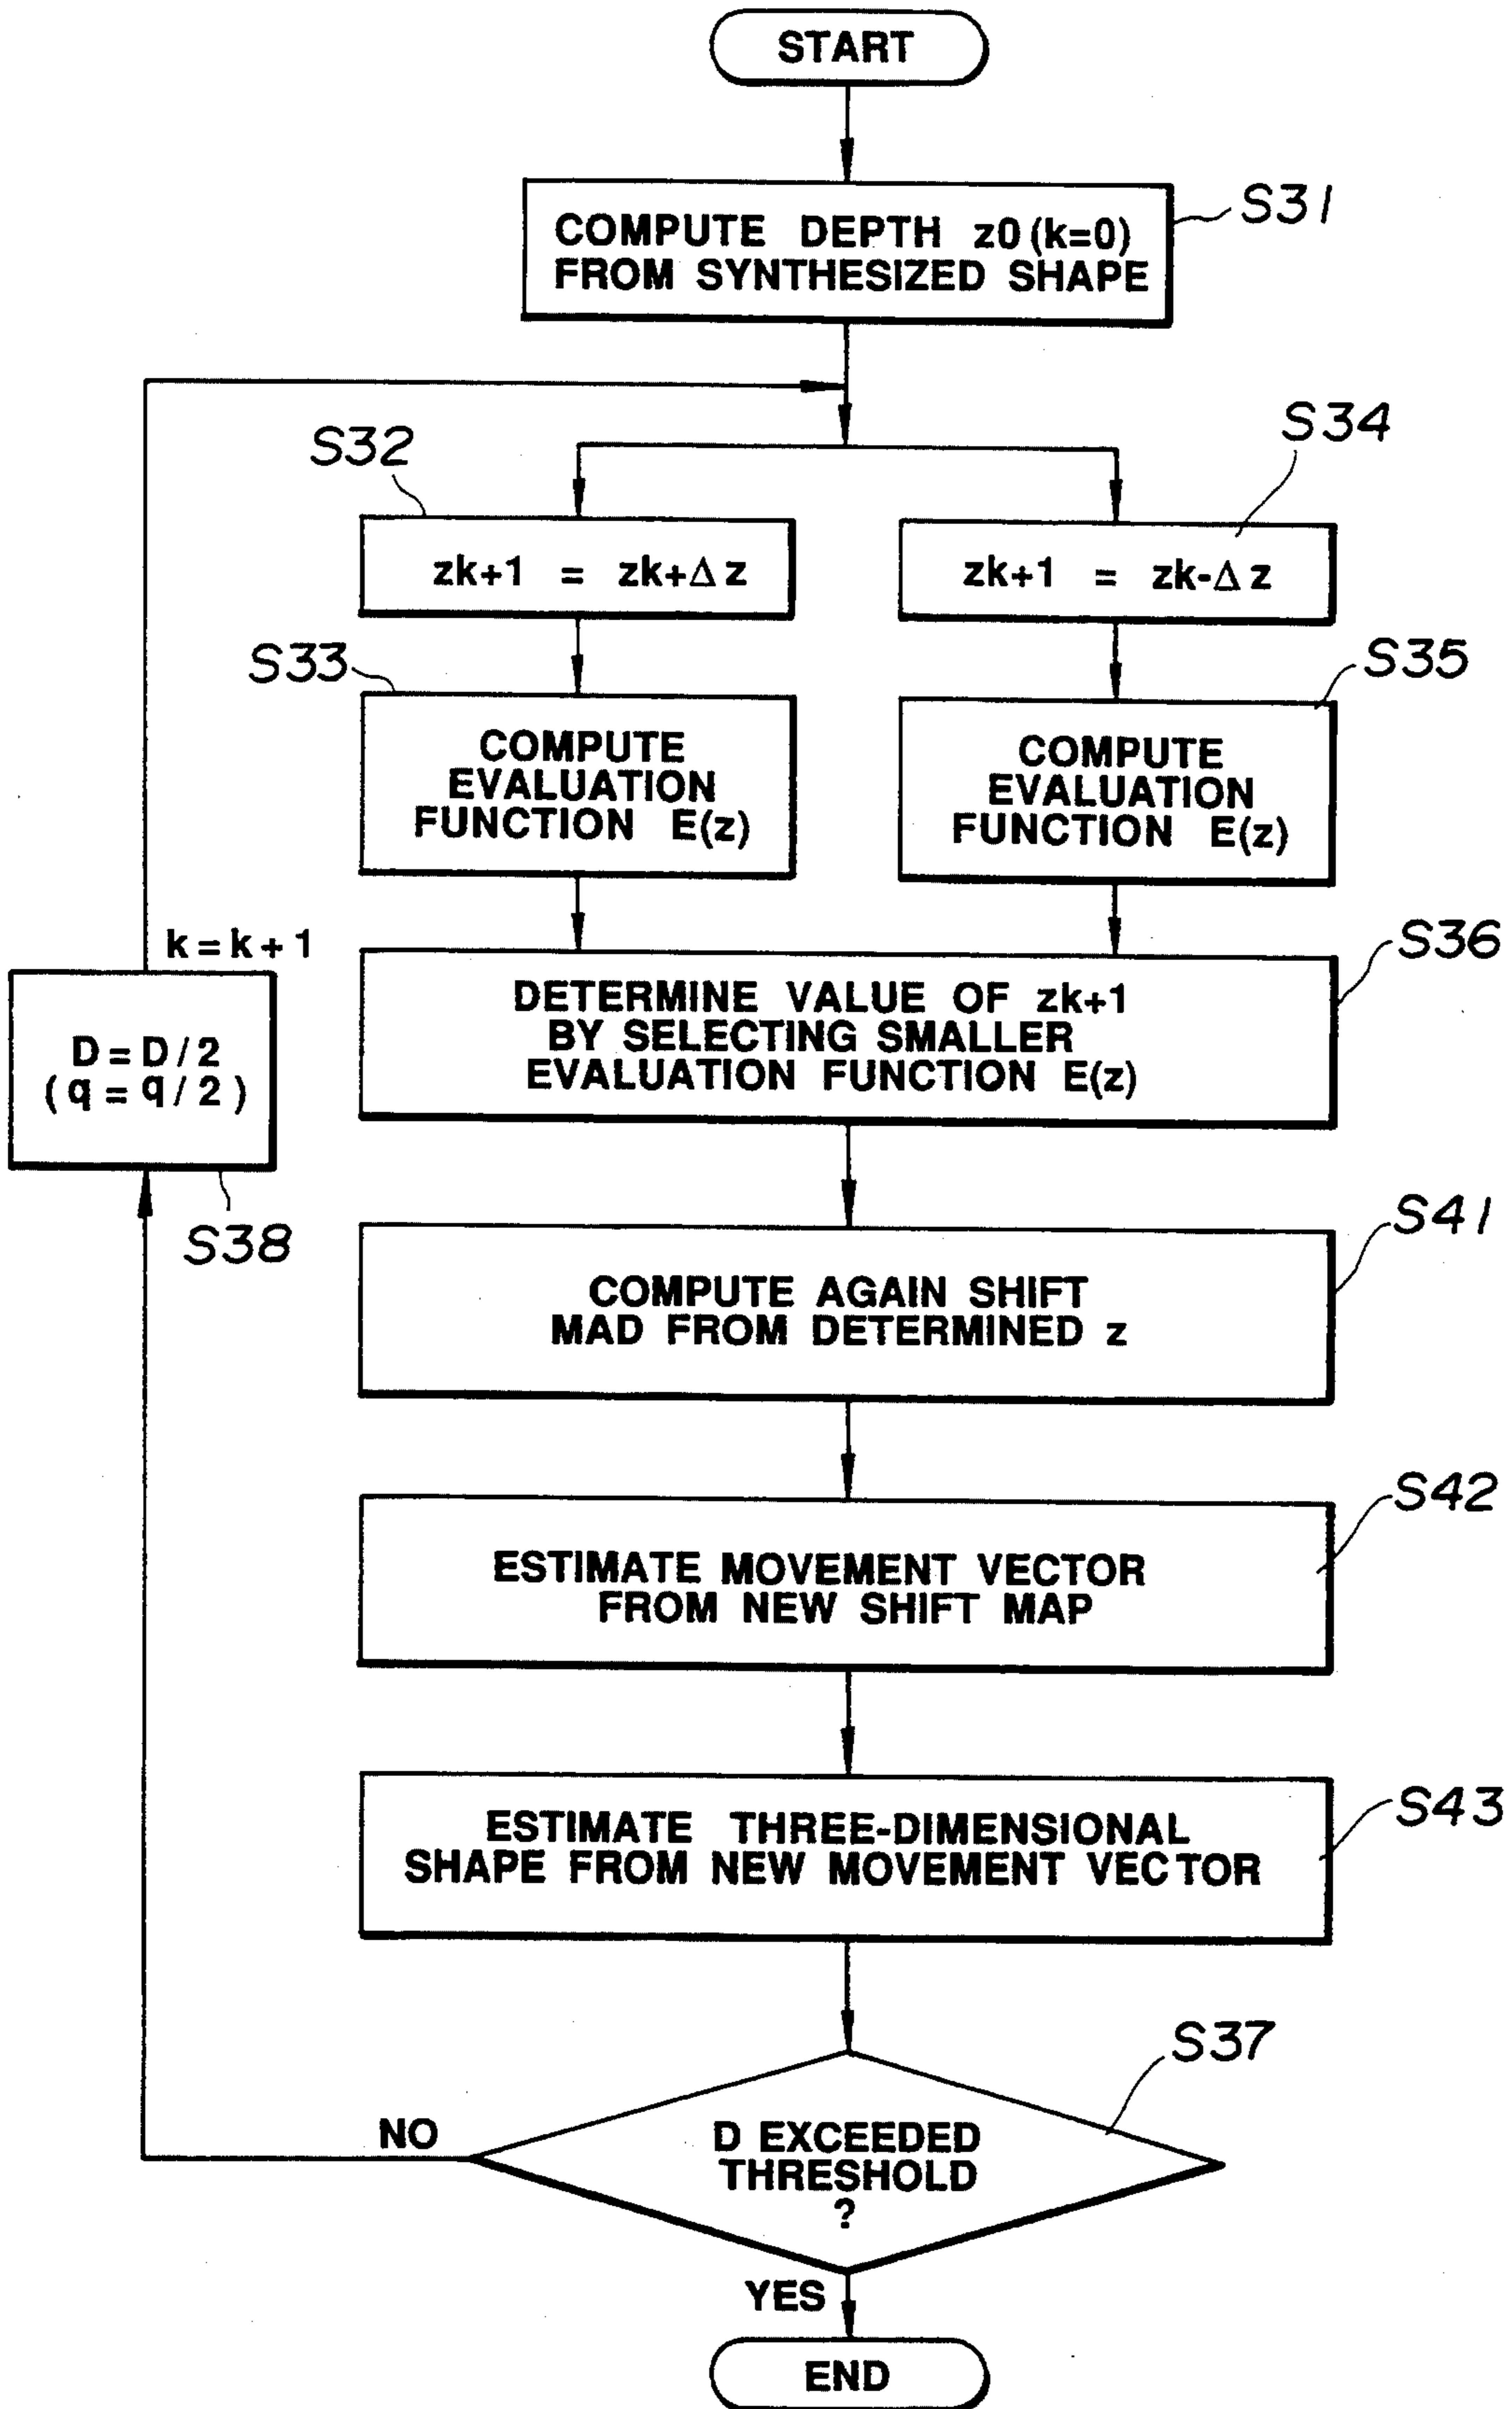 START
COMPUTE DEPTH z0 (k=0)
FROM SYNTHESIZED SHAPE
S31
S32
S34
zk+1 = zk+Δz
zk+1 = zk-Δz
S33
S35
COMPUTE
EVALUATION
FUNCTION E(z)
COMPUTE
EVALUATION
FUNCTION E(z)
k=k+1
S36
DETERMINE VALUE OF zk+1
BY SELECTING SMALLER
EVALUATION FUNCTION E(z)
D=D/2
(q=q/2)
S38
S41
COMPUTE AGAIN SHIFT
MAD FROM DETERMINED z
S42
ESTIMATE MOVEMENT VECTOR
FROM NEW SHIFT MAP
S43
ESTIMATE THREE-DIMENSIONAL
SHAPE FROM NEW MOVEMENT VECTOR
S37
NO
D EXCEEDED
THRESHOLD
?
YES
END